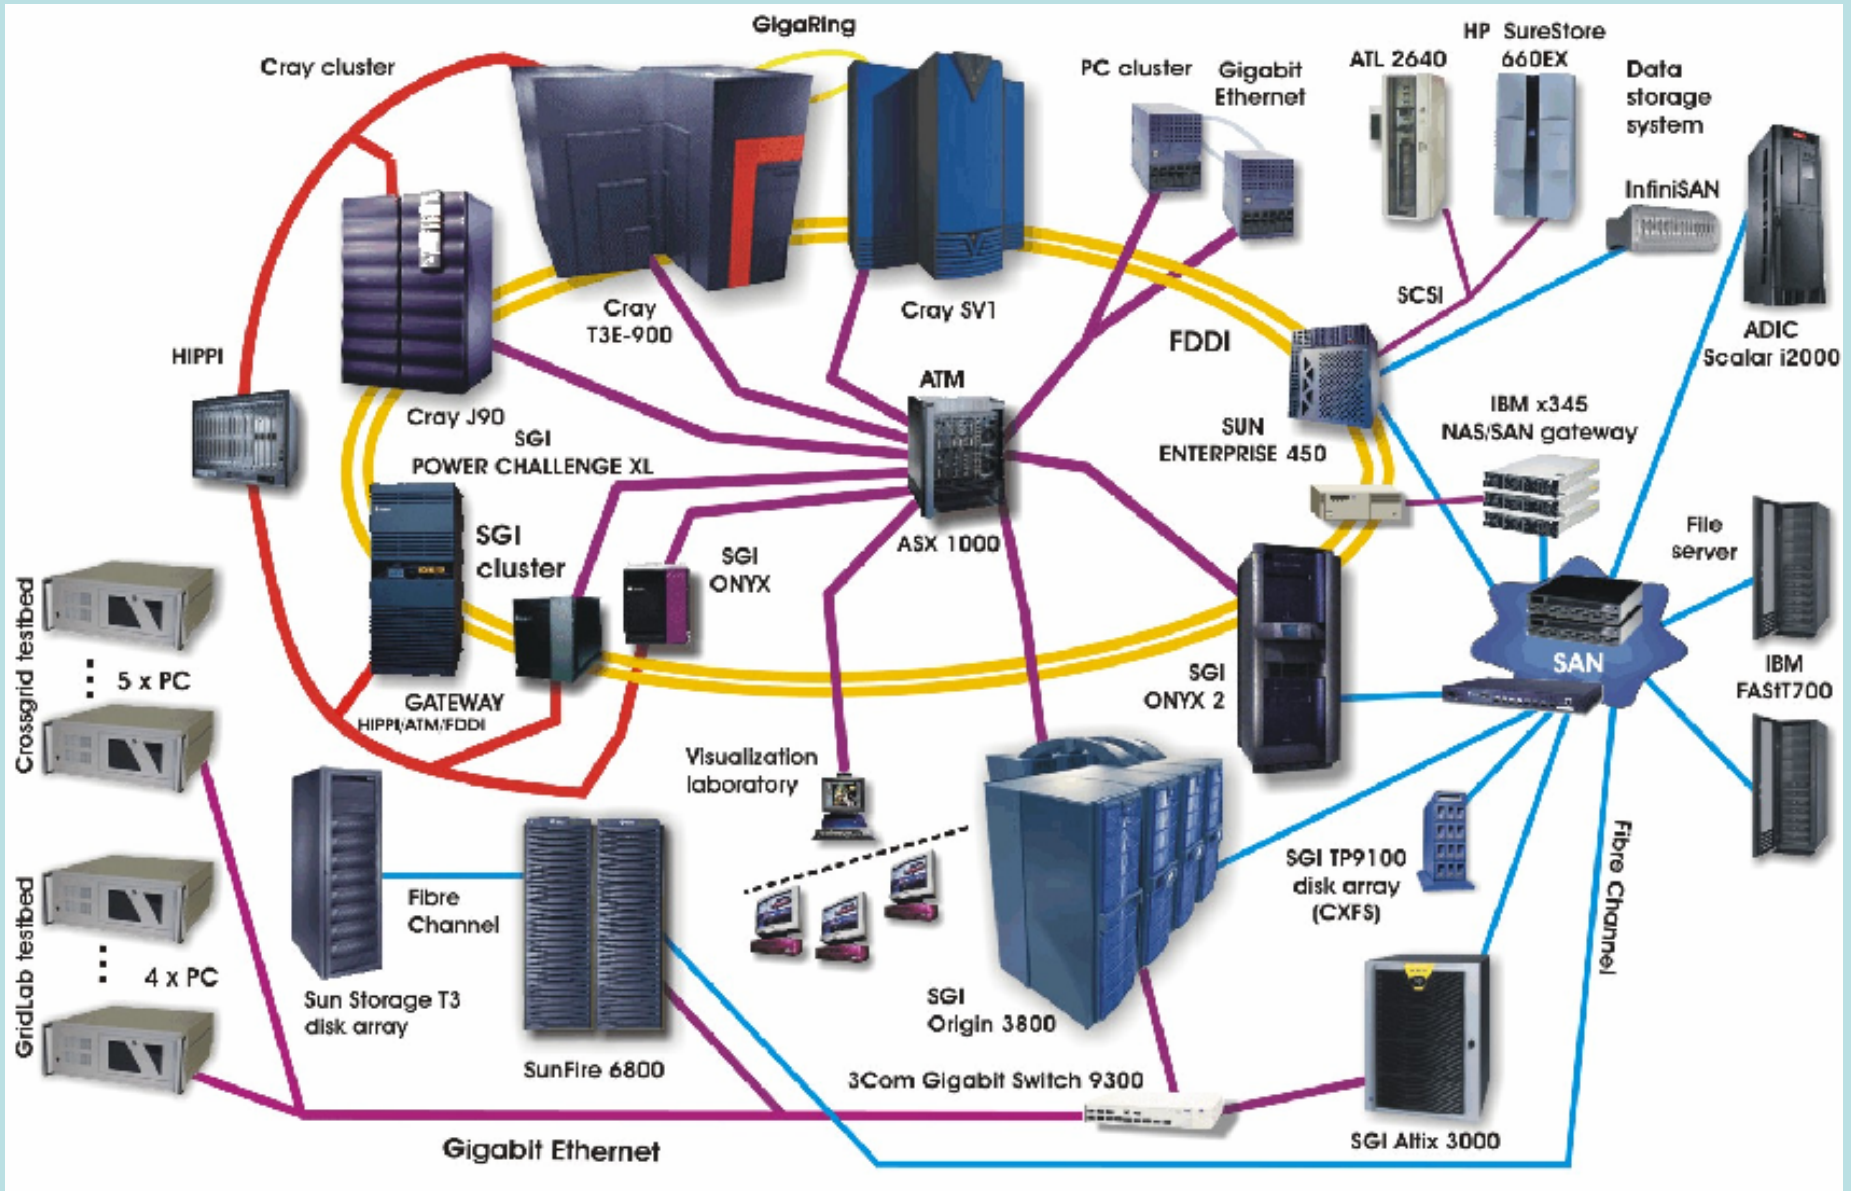 GigaRing
HP SureStore
660EX
Cray cluster
PC cluster
ATL 2640
Gigabit
Ethernet
Data
storage
system
InfiniSAN
SCSI
Cray
T3E-900
Cray SV1
FDDI
ADIC
Scalar i2000
HIPPI
ATM
Cray J90
SGI
POWER CHALLENGE XL
SUN
ENTERPRISE 450
IBM x345
NAS/SAN gateway
SGI
cluster
SGI
ONYX
ASX 1000
File
server
Crossgrid testbed
5 x PC
GATEWAY
HIPPI/ATM/FDDI
SGI
ONYX 2
SAN
IBM
FAStT700
Visualization
laboratory
Fibre
Channel
SGI TP9100
disk array
(CXFS)
Fibre Channel
GridLab testbed
4 x PC
Sun Storage T3
disk array
SunFire 6800
SGI
Origin 3800
3Com Gigabit Switch 9300
SGI Altix 3000
Gigabit Ethernet